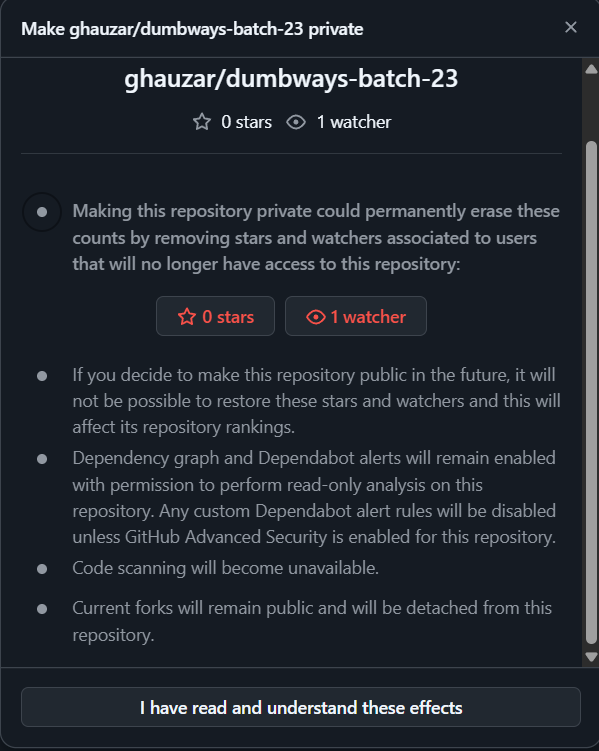 Make ghauzar/dumbways-batch-23 private
ghauzar/dumbways-batch-23
0 stars 1 watcher
Making this repository private could permanently erase these
counts by removing stars and watchers associated to users
that will no longer have access to this repository:
0 stars 1 watcher
If you decide to make this repository public in the future, it will
not be possible to restore these stars and watchers and this will
affect its repository rankings.
Dependency graph and Dependabot alerts will remain enabled
with permission to perform read-only analysis on this
repository. Any custom Dependabot alert rules will be disabled
unless GitHub Advanced Security is enabled for this repository.
Code scanning will become unavailable.
Current forks will remain public and will be detached from this
repository.
I have read and understand these effects